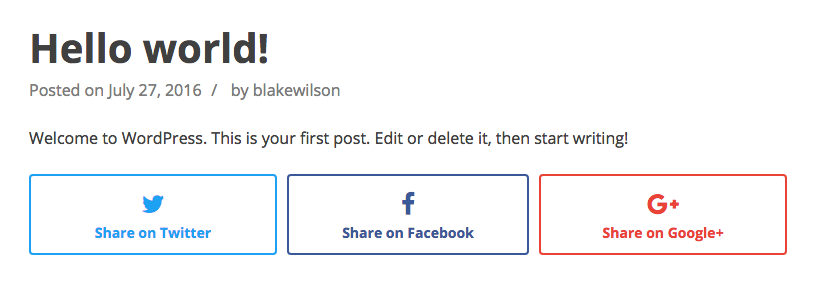 Hello world!
Posted on July 27, 2016 / by blakewilson
Welcome to WordPress. This is your first post. Edit or delete it, then start writing!
Share on Twitter
Share on Facebook
Share on Google+